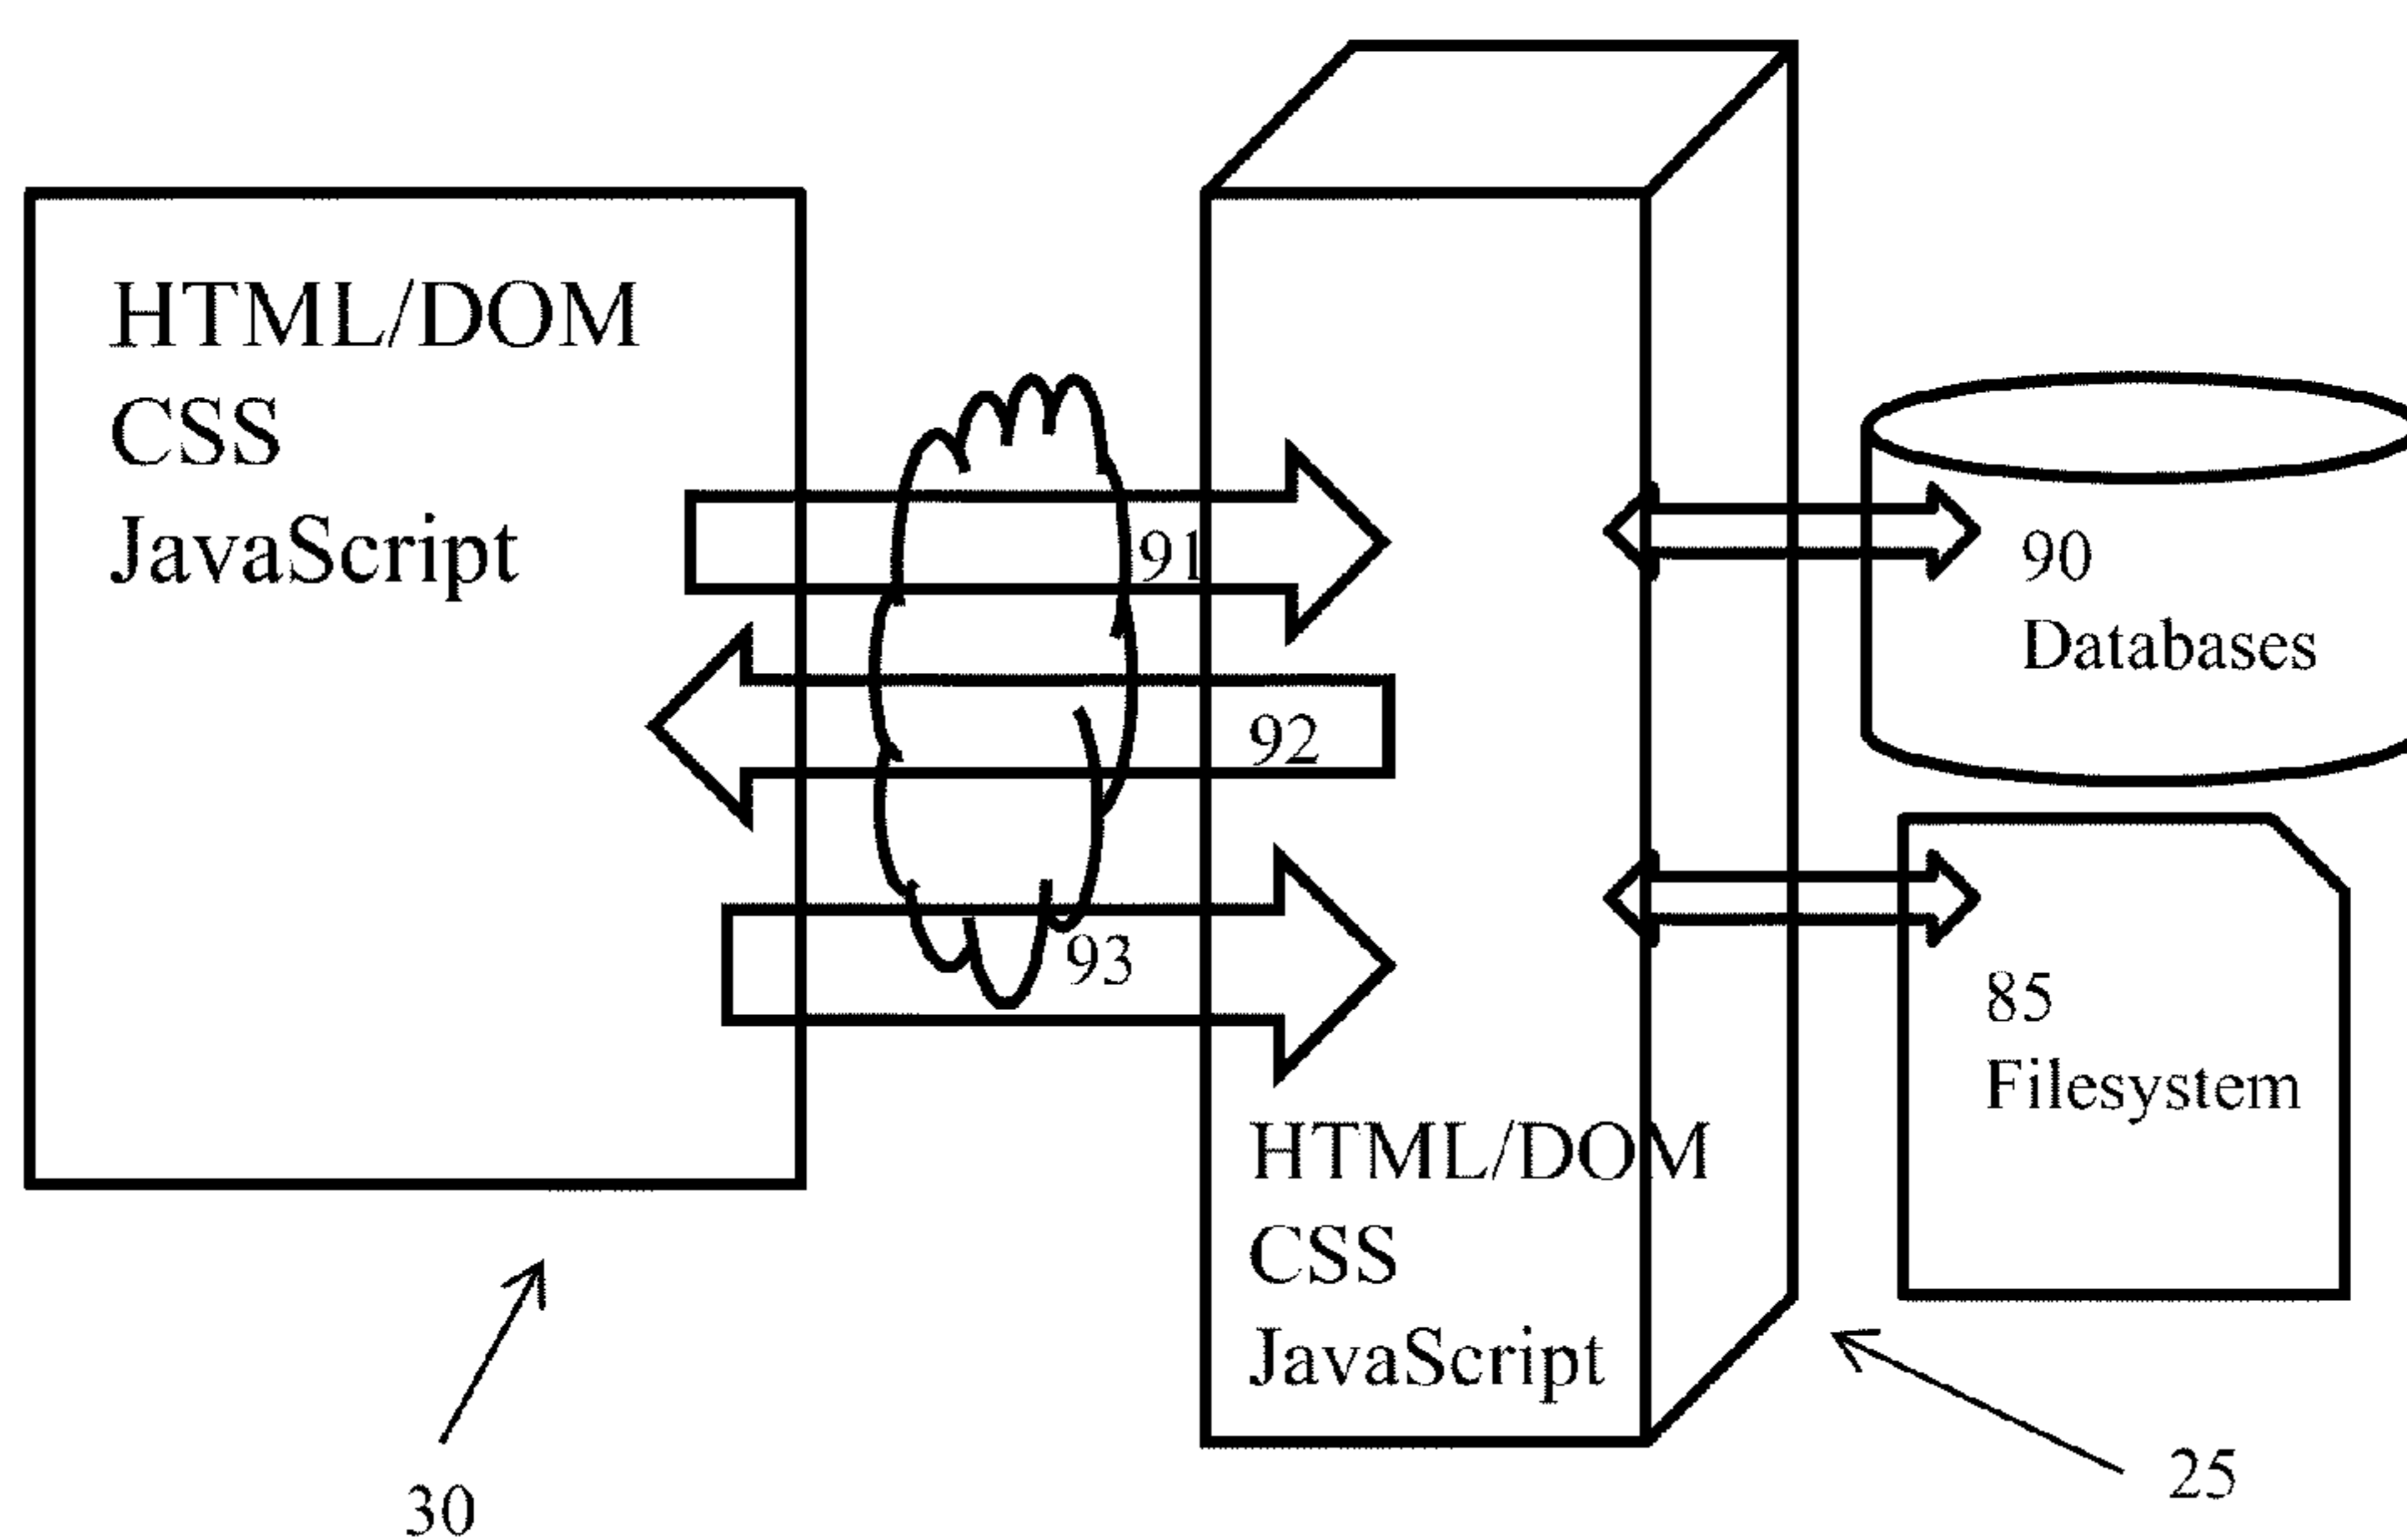 HTML/DOM
CSS
JavaScript
91
92
93
90
Databases
85
Filesystem
HTML/DOM
CSS
JavaScript
30
25